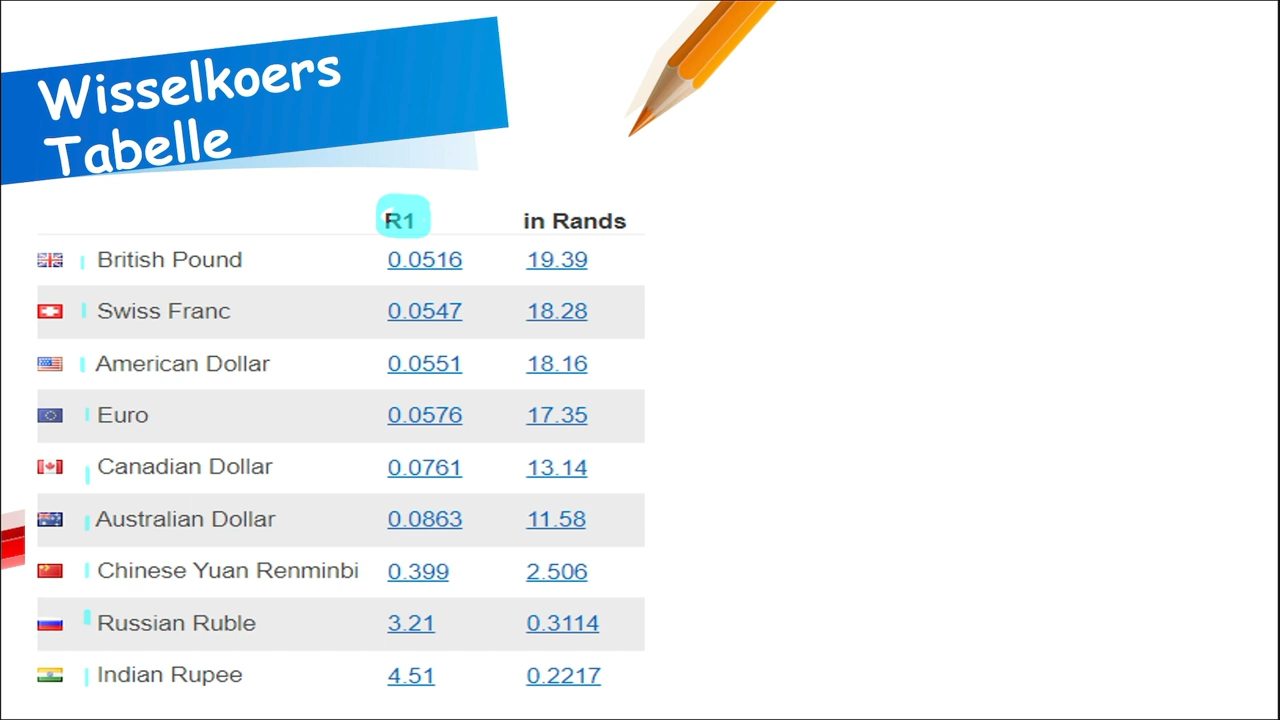 Wisselkoers
Tabelle
R1 in Rands
British Pound 0.0516 19.39
Swiss Franc 0.0547 18.28
American Dollar 0.0551 18.16
Euro 0.0576 17.35
Canadian Dollar 0.0761 13.14
Australian Dollar 0.0863 11.58
Chinese Yuan Renminbi 0.399 2.506
Russian Ruble 3.21 0.3114
Indian Rupee 4.51 0.2217